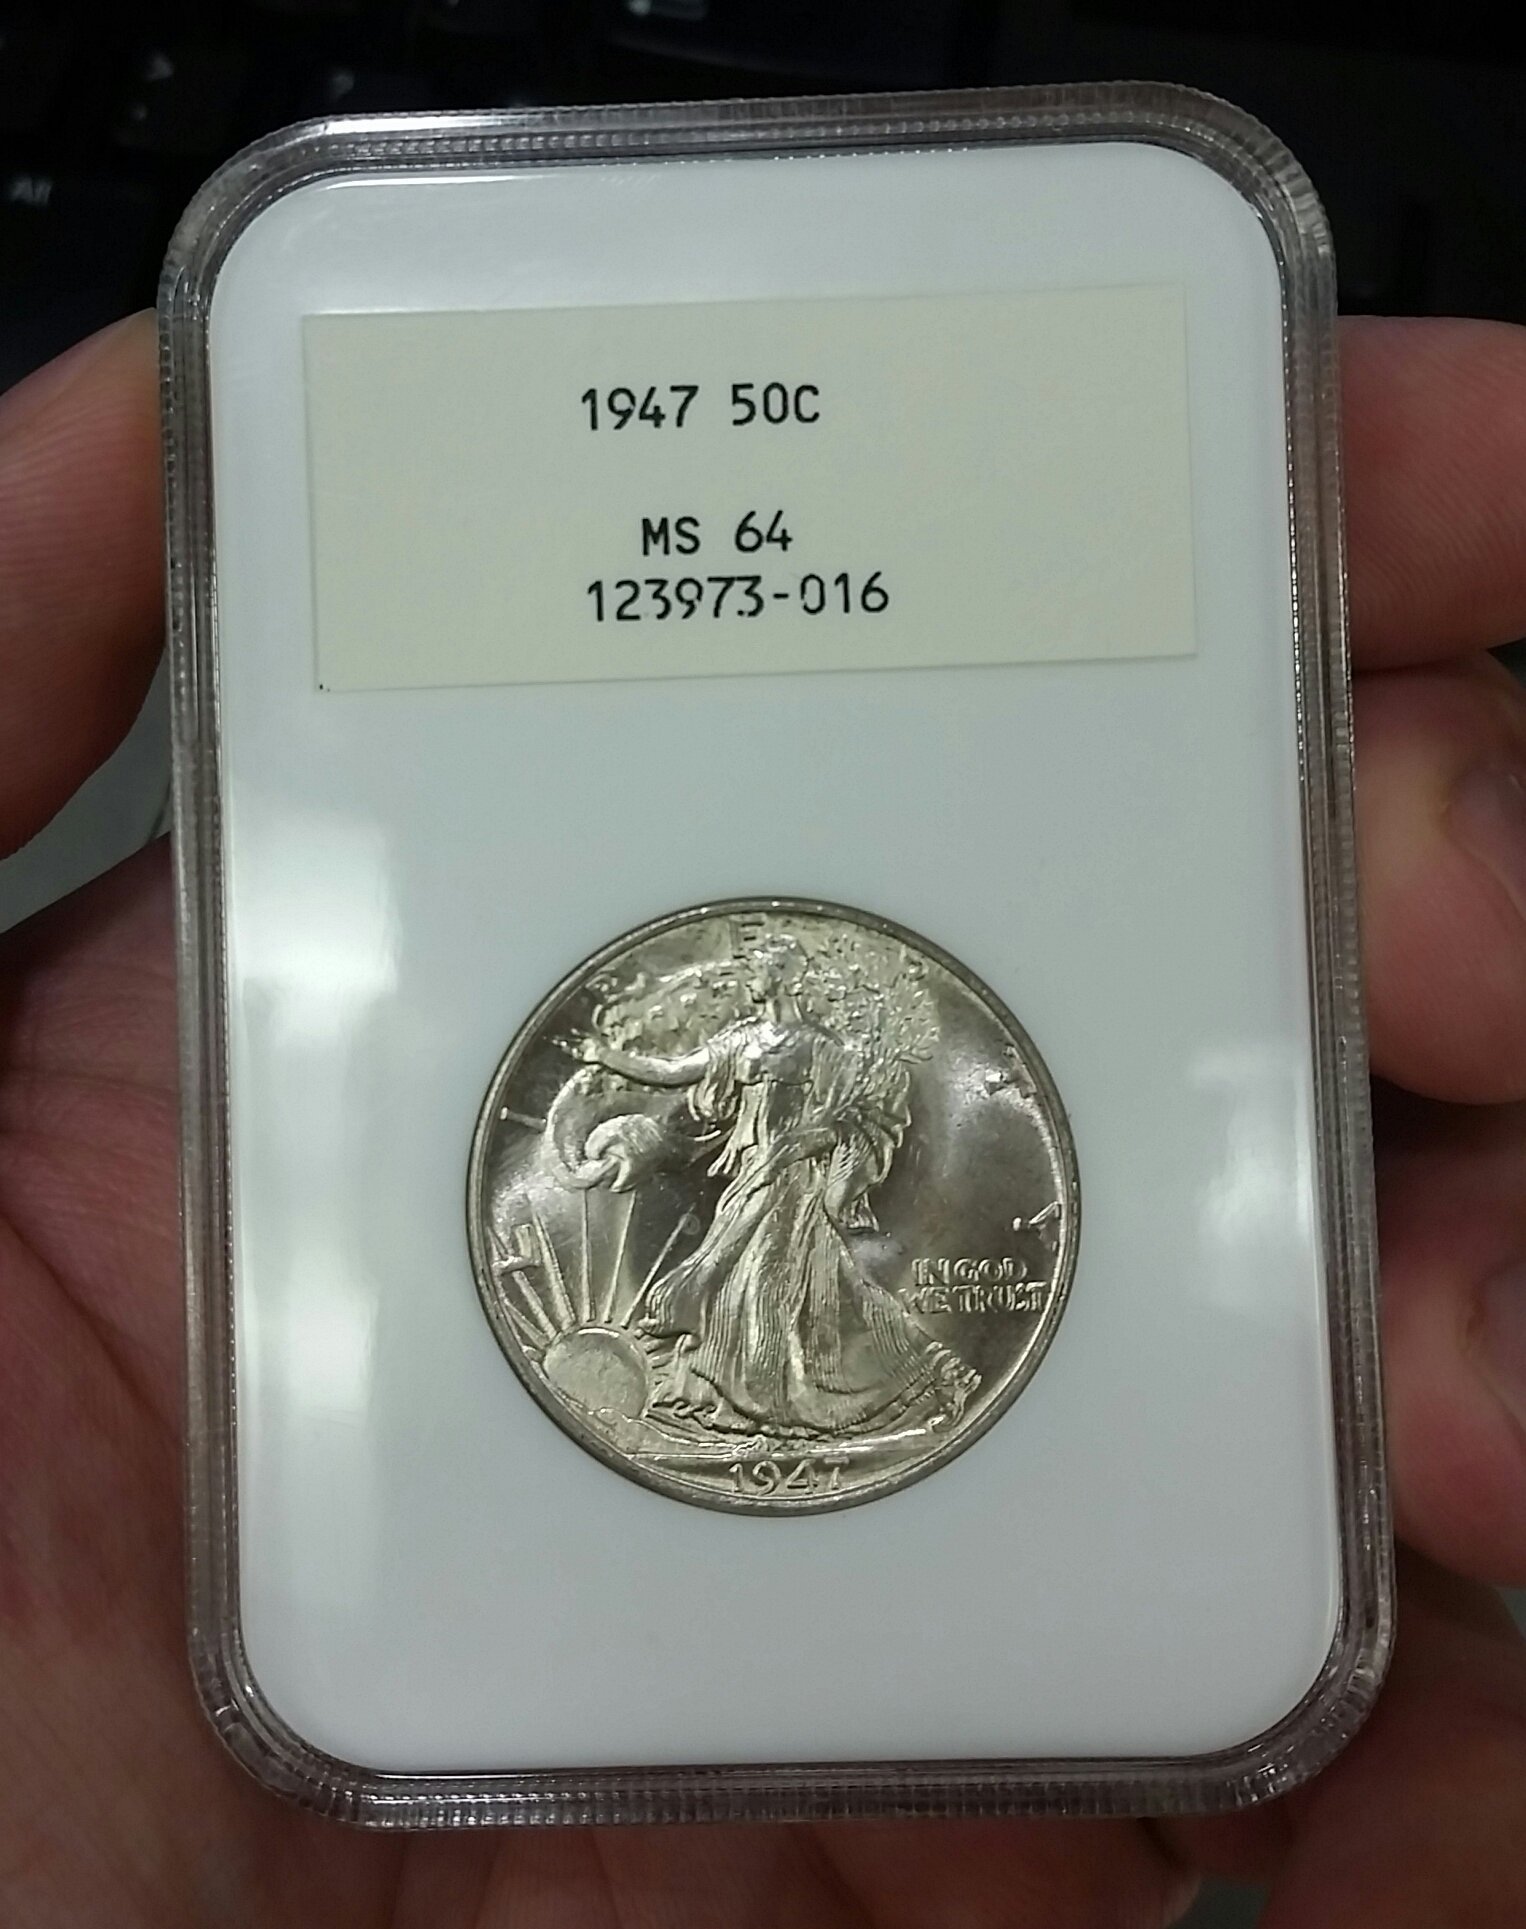 1947 50C
MS 64
123973-016
IN GOD
WE TRUST
1947